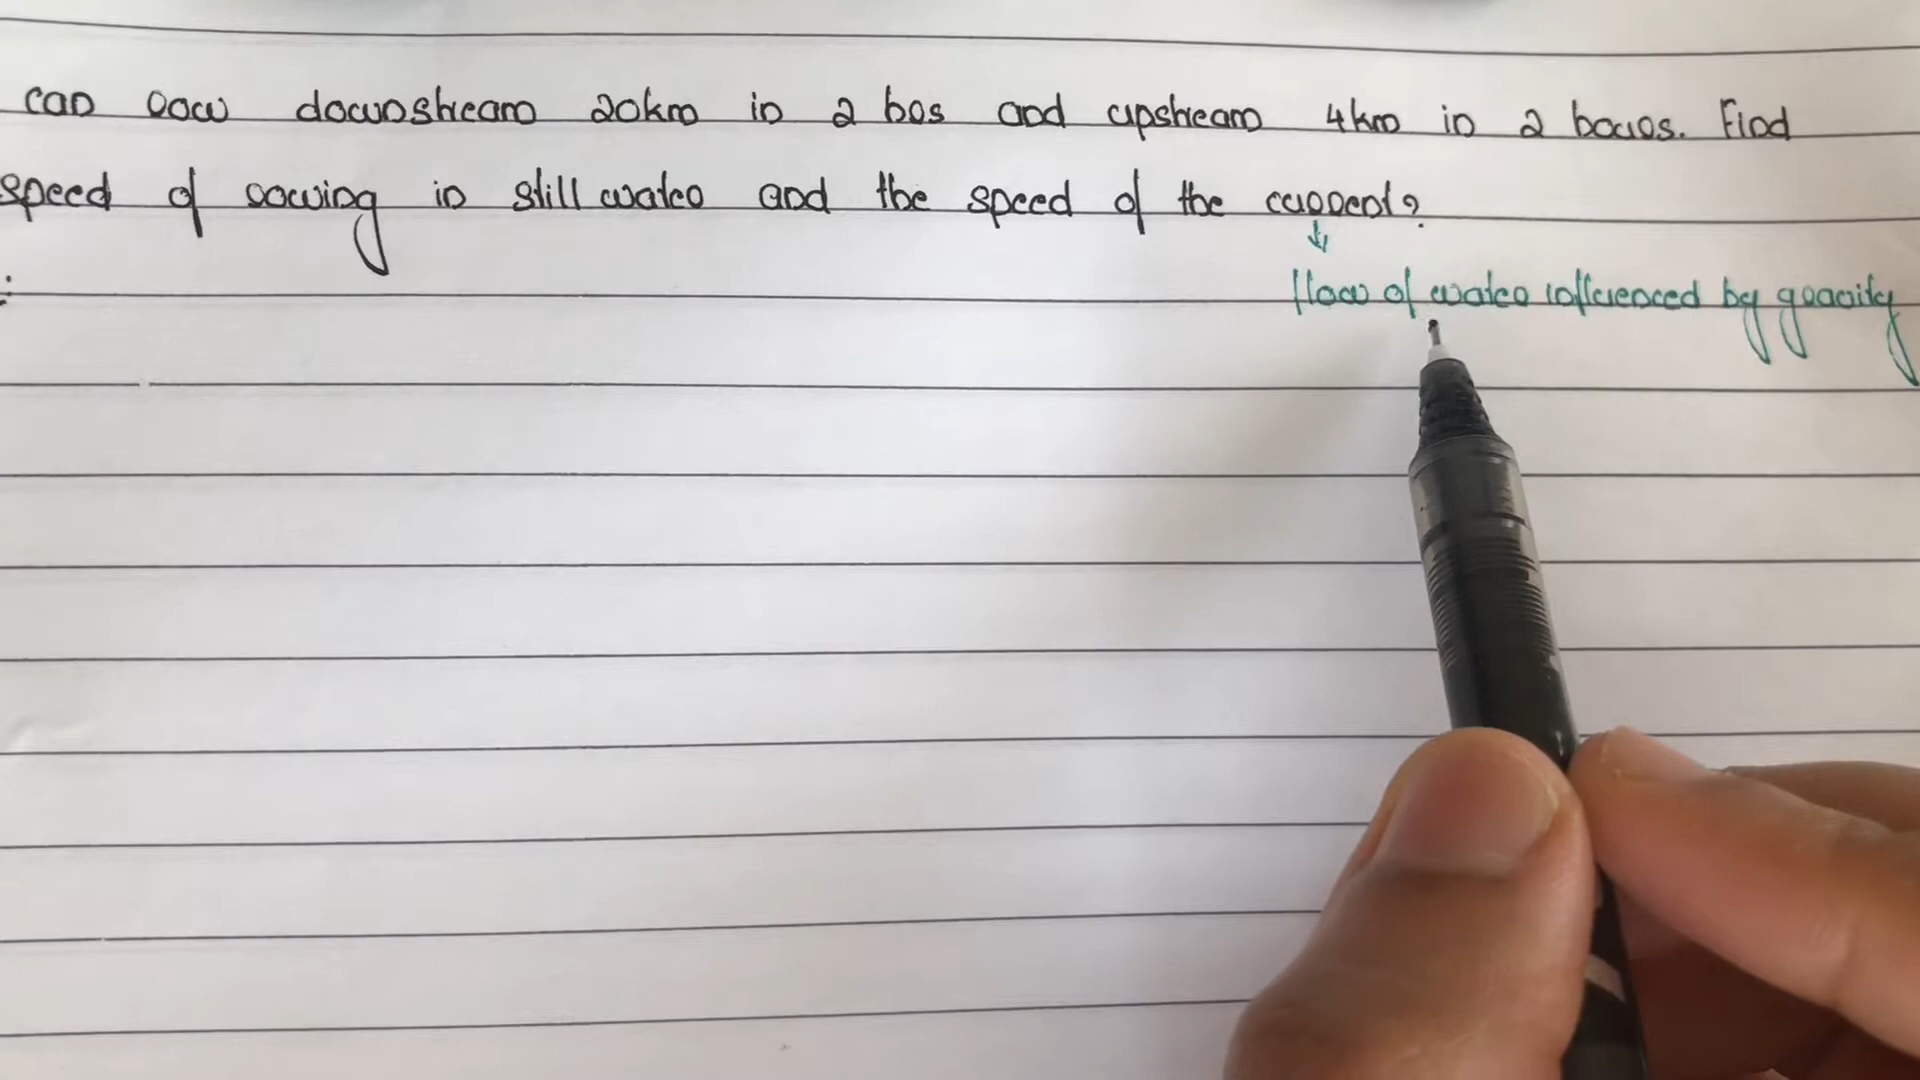 can row downstream 20km in 2 hrs and upstream 4km in 2 hours. Find
speed of rowing in still water and the speed of the current?
↓
flow of water influenced by gravity
: